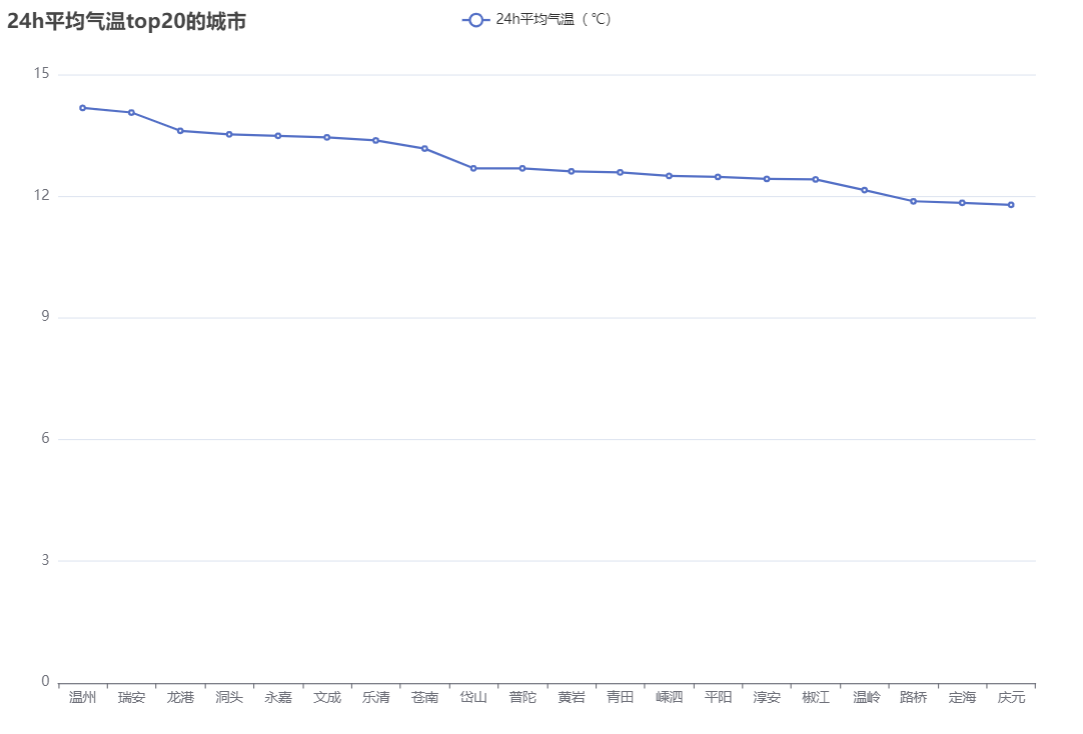 24h平均气温top20的城市
24h平均气温（℃）
15
12
9
6
3
0
温州 瑞安 龙港 洞头 永嘉 文成 乐清 苍南 岱山 普陀 黄岩 青田 嵊泗 平阳 淳安 椒江 温岭 路桥 定海 庆元